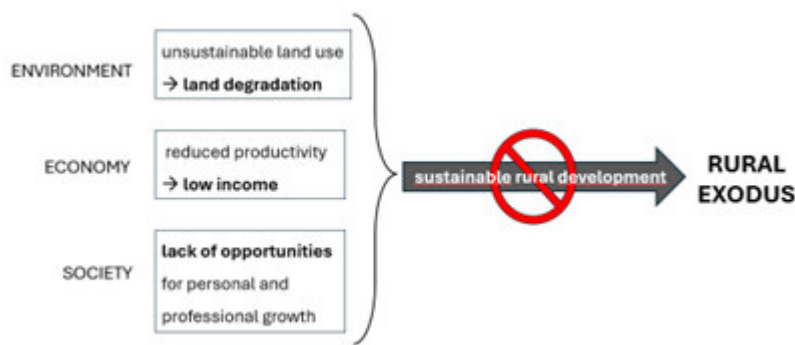 ENVIRONMENT
unsustainable land use
→ land degradation
ECONOMY
reduced productivity
→ low income
SOCIETY
lack of opportunities
for personal and
professional growth
sustainable rural development
RURAL
EXODUS